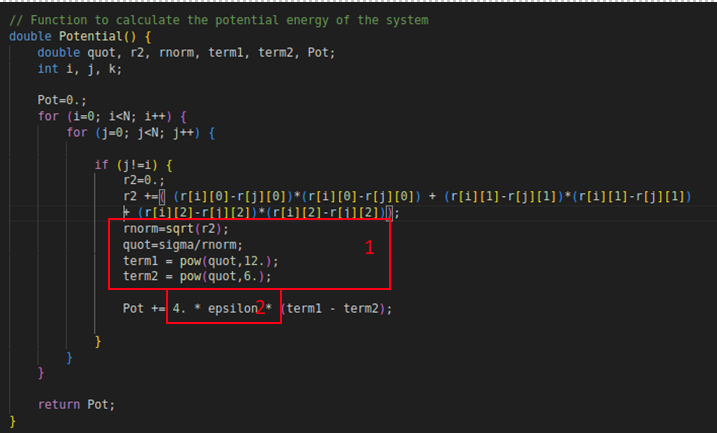 // Function to calculate the potential energy of the system
double Potential() {
double quot, r2, rnorm, term1, term2, Pot;
int i, j, k;
Pot=0.;
for (i=0; i<N; i++) {
for (j=0; j<N; j++) {
if (j!=i) {
r2=0.;
r2 +=( (r[i][0]-r[j][0])*(r[i][0]-r[j][0]) + (r[i][1]-r[j][1])*(r[i][1]-r[j][1])
+ (r[i][2]-r[j][2])*(r[i][2]-r[j][2]));
rnorm=sqrt(r2);
quot=sigma/rnorm;
1
term1 = pow(quot,12.);
term2 = pow(quot,6.);
Pot += 4. * epsilon * (term1 - term2);
2
}
}
}
return Pot;
}